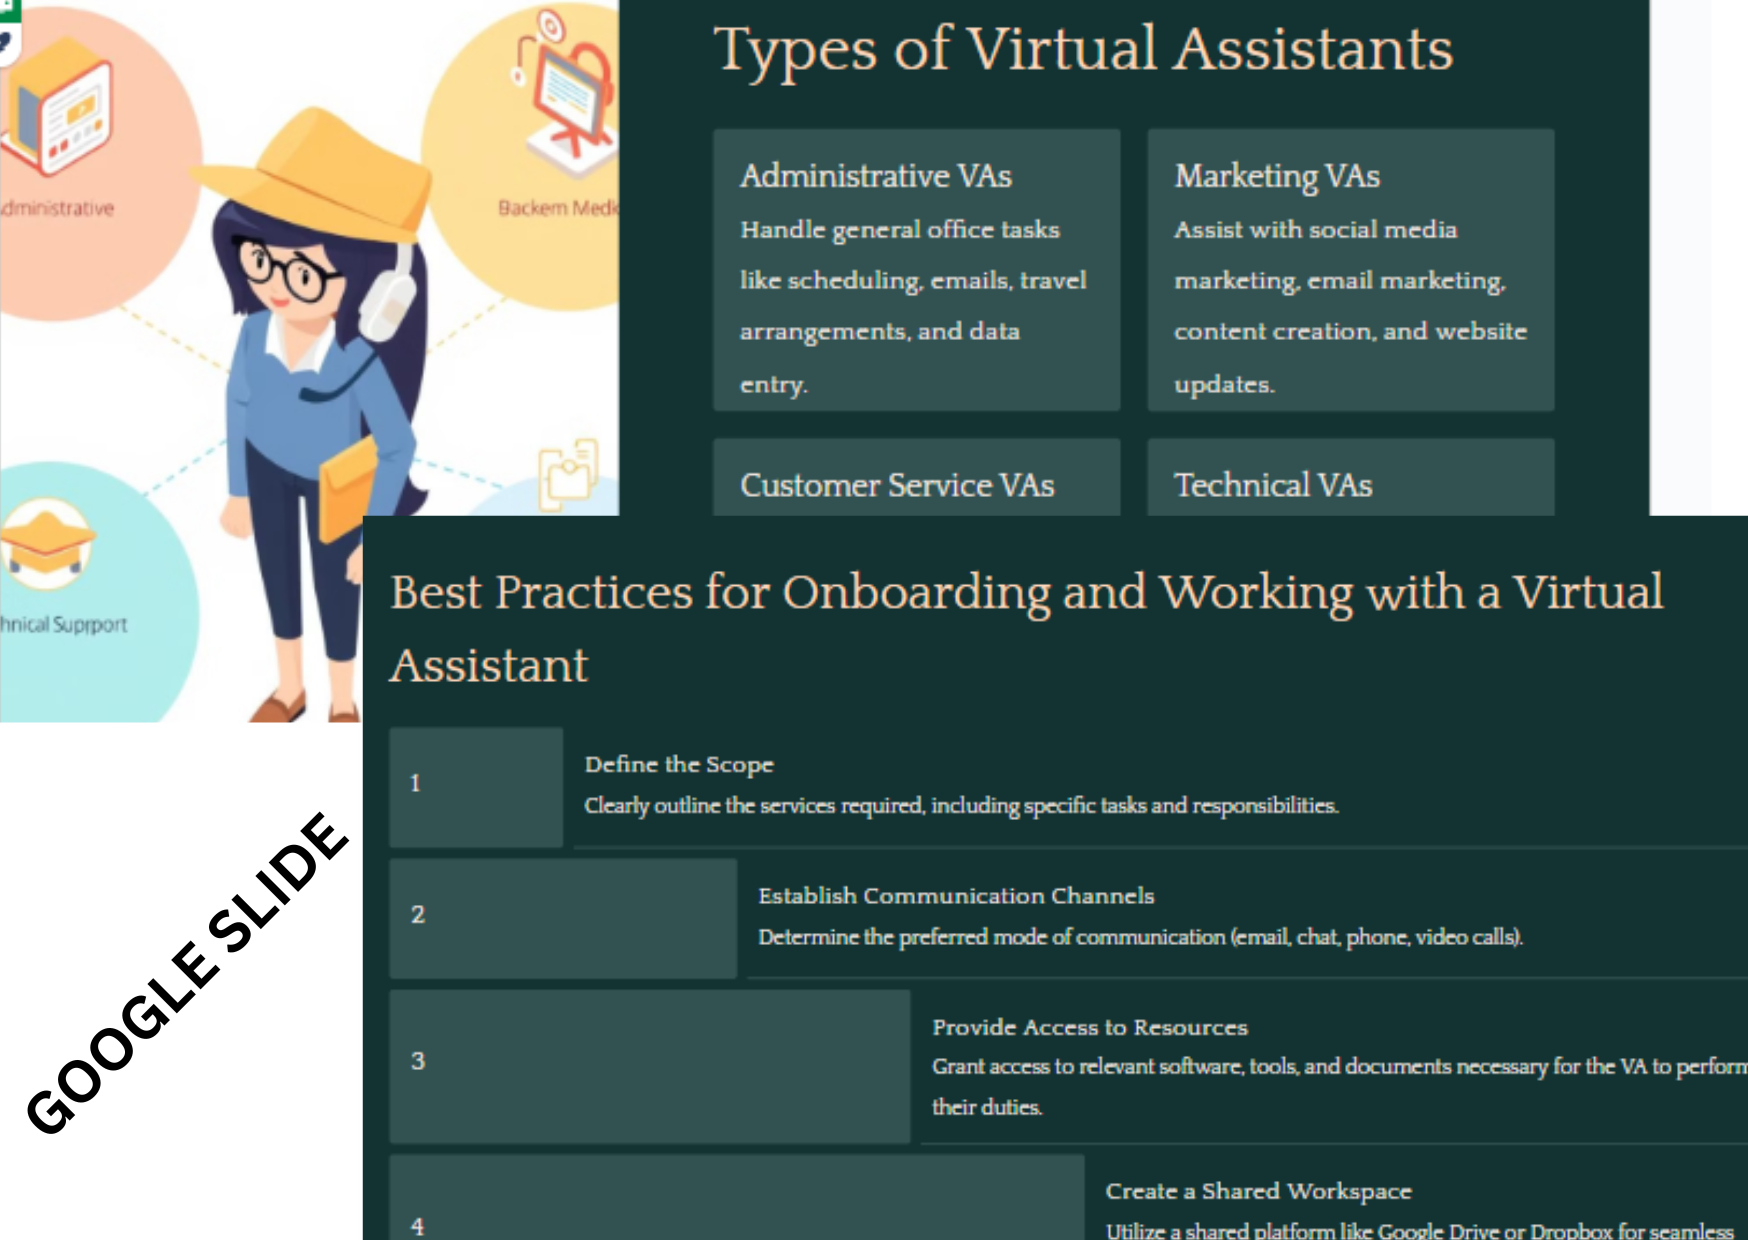 Types of Virtual Assistants
Administrative VAs
Handle general office tasks
like scheduling, emails, travel
arrangements, and data
entry.
Marketing VAs
Assist with social media
marketing, email marketing,
content creation, and website
updates.
Customer Service VAs
Technical VAs
dministrative
Backem Medi
hnical Supprport
Best Practices for Onboarding and Working with a Virtual
Assistant
1
Define the Scope
Clearly outline the services required, including specific tasks and responsibilities.
2
Establish Communication Channels
Determine the preferred mode of communication (email, chat, phone, video calls).
3
Provide Access to Resources
Grant access to relevant software, tools, and documents necessary for the VA to perform
their duties.
4
Create a Shared Workspace
Utilize a shared platform like Google Drive or Dropbox for seamless
GOOGLE SLIDE